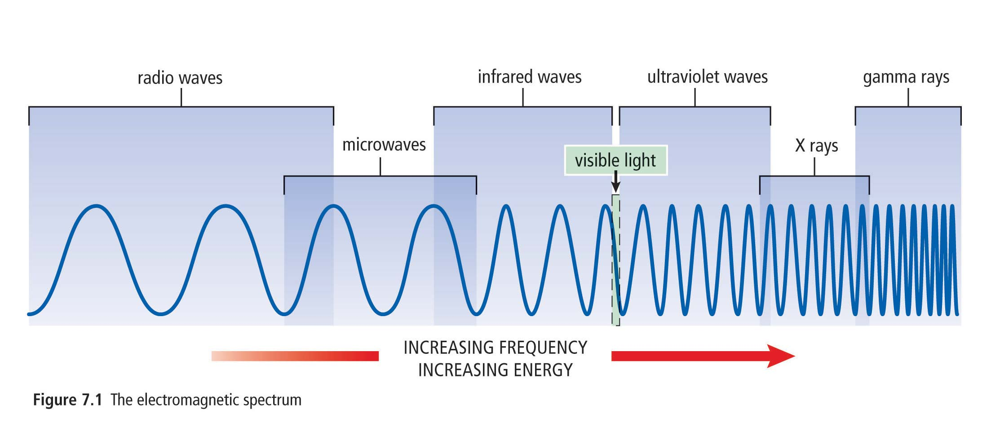 radio waves
infrared waves
ultraviolet waves
gamma rays
microwaves
X rays
visible light
INCREASING FREQUENCY
INCREASING ENERGY
Figure 7.1 The electromagnetic spectrum